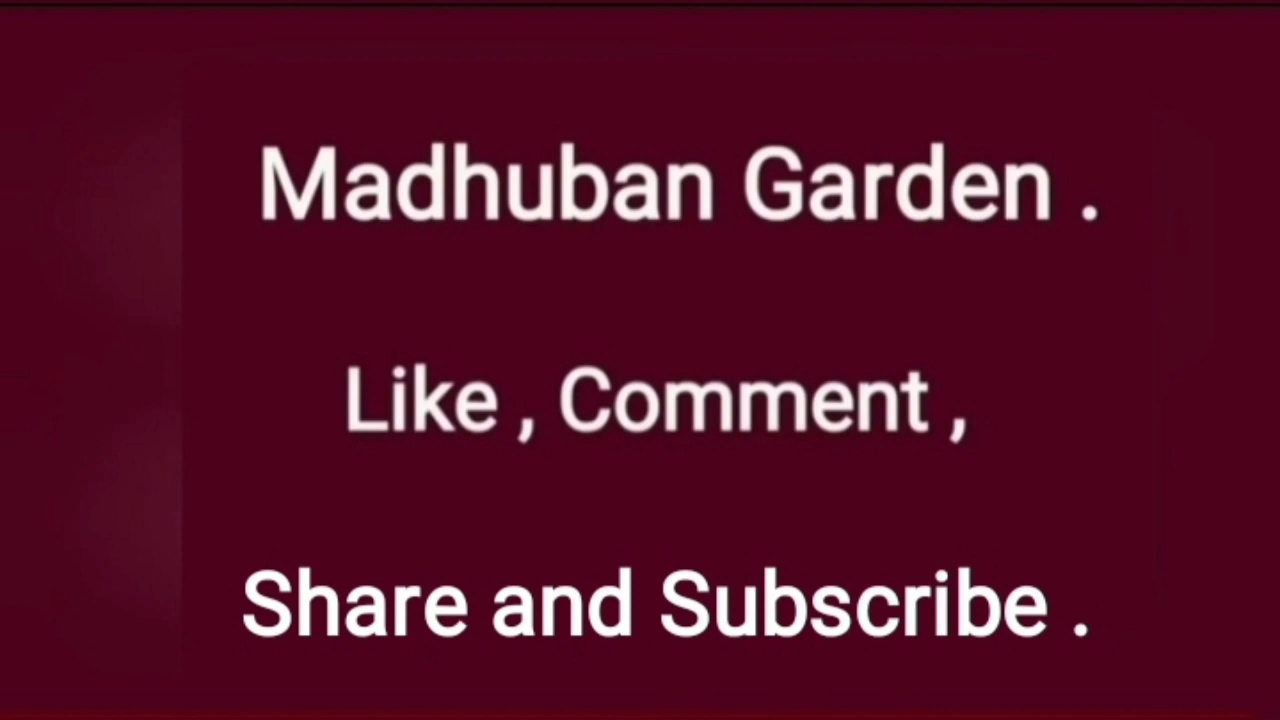 Madhuban Garden .
Like , Comment ,
Share and Subscribe .